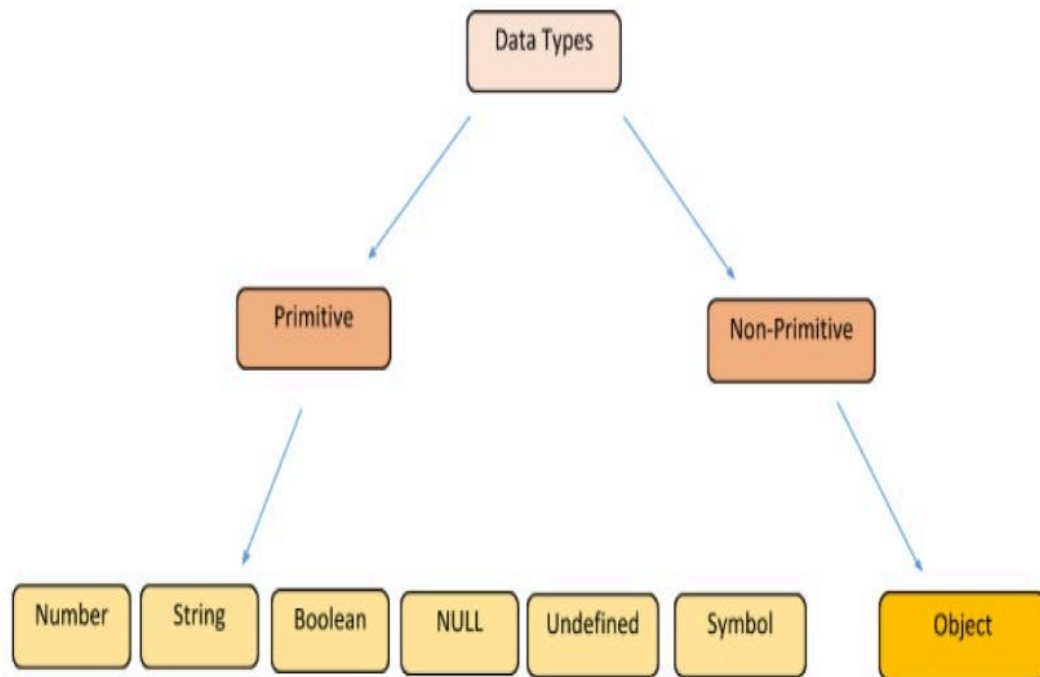 Data Types
Primitive
Non-Primitive
Number
String
Boolean
NULL
Undefined
Symbol
Object